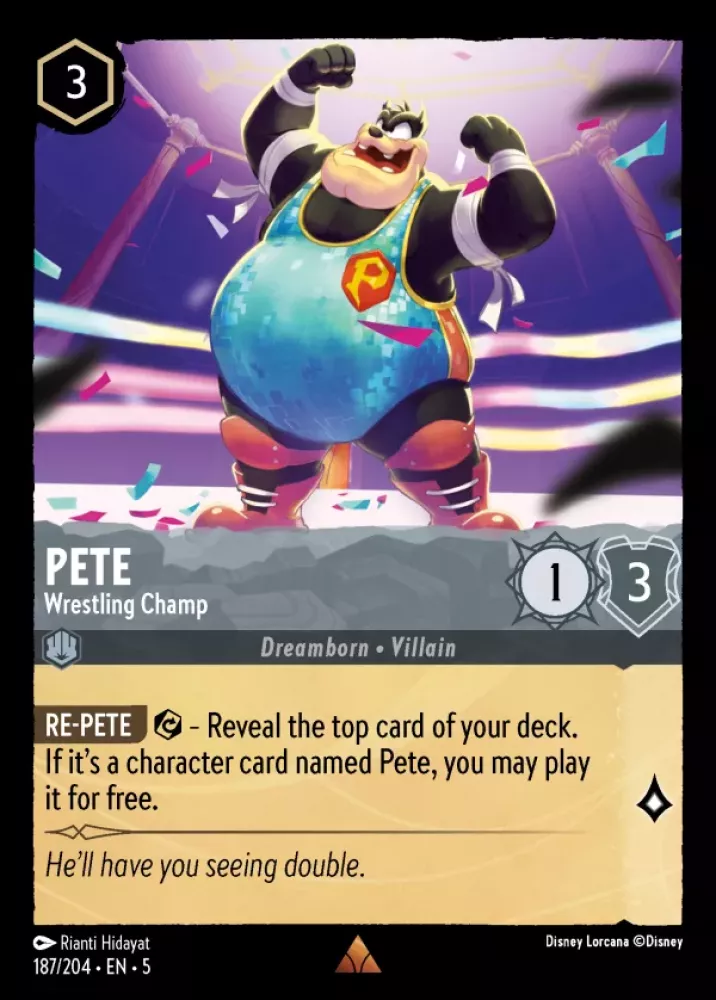 3
P
PETE
Wrestling Champ
1
3
Dreamborn • Villain
RE-PETE - Reveal the top card of your deck.
If it's a character card named Pete, you may play
it for free.
He'll have you seeing double.
Rianti Hidayat
Disney Lorcana ©Disney
187/204 • EN • 5